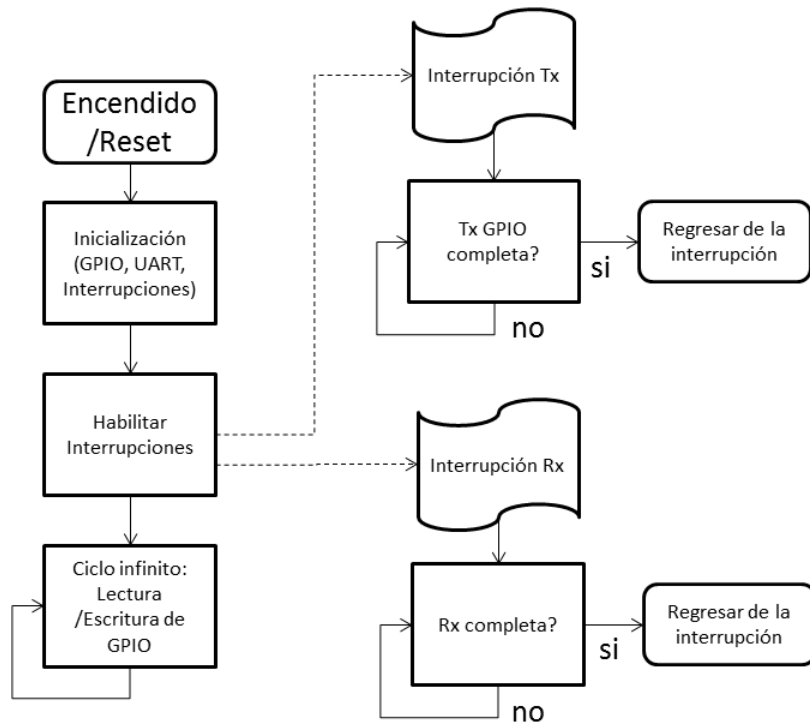 Encendido
/Reset
Inicialización
(GPIO, UART,
Interrupciones)
Habilitar
Interrupciones
Ciclo infinito:
Lectura
/Escritura de
GPIO
Interrupción Tx
Tx GPIO
completa?
si
no
Regresar de la
interrupción
Interrupción Rx
Rx completa?
si
no
Regresar de la
interrupción